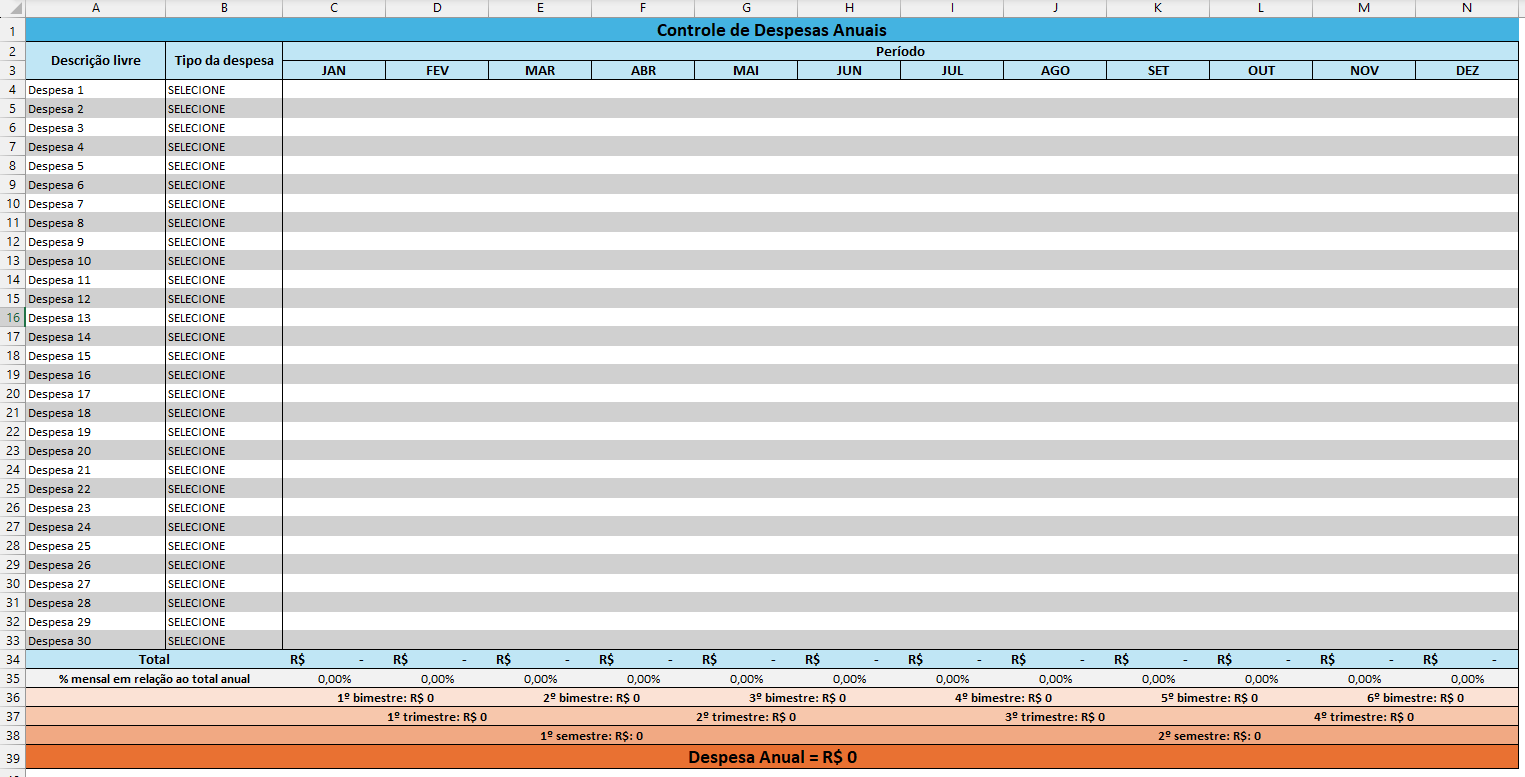 A B C D E F G H I J K L M N
1 Controle de Despesas Anuais
2 Descrição livre Tipo da despesa Período
3 JAN FEV MAR ABR MAI JUN JUL AGO SET OUT NOV DEZ
4 Despesa 1 SELECIONE
5 Despesa 2 SELECIONE
6 Despesa 3 SELECIONE
7 Despesa 4 SELECIONE
8 Despesa 5 SELECIONE
9 Despesa 6 SELECIONE
10 Despesa 7 SELECIONE
11 Despesa 8 SELECIONE
12 Despesa 9 SELECIONE
13 Despesa 10 SELECIONE
14 Despesa 11 SELECIONE
15 Despesa 12 SELECIONE
16 Despesa 13 SELECIONE
17 Despesa 14 SELECIONE
18 Despesa 15 SELECIONE
19 Despesa 16 SELECIONE
20 Despesa 17 SELECIONE
21 Despesa 18 SELECIONE
22 Despesa 19 SELECIONE
23 Despesa 20 SELECIONE
24 Despesa 21 SELECIONE
25 Despesa 22 SELECIONE
26 Despesa 23 SELECIONE
27 Despesa 24 SELECIONE
28 Despesa 25 SELECIONE
29 Despesa 26 SELECIONE
30 Despesa 27 SELECIONE
31 Despesa 28 SELECIONE
32 Despesa 29 SELECIONE
33 Despesa 30 SELECIONE
34 Total R$ - R$ - R$ - R$ - R$ - R$ - R$ - R$ - R$ - R$ - R$ - R$ -
35 % mensal em relação ao total anual 0,00% 0,00% 0,00% 0,00% 0,00% 0,00% 0,00% 0,00% 0,00% 0,00% 0,00% 0,00%
36 1º bimestre: R$ 0 2º bimestre: R$ 0 3º bimestre: R$ 0 4º bimestre: R$ 0 5º bimestre: R$ 0 6º bimestre: R$ 0
37 1º trimestre: R$ 0 2º trimestre: R$ 0 3º trimestre: R$ 0 4º trimestre: R$ 0
38 1º semestre: R$: 0 2º semestre: R$: 0
39 Despesa Anual = R$ 0